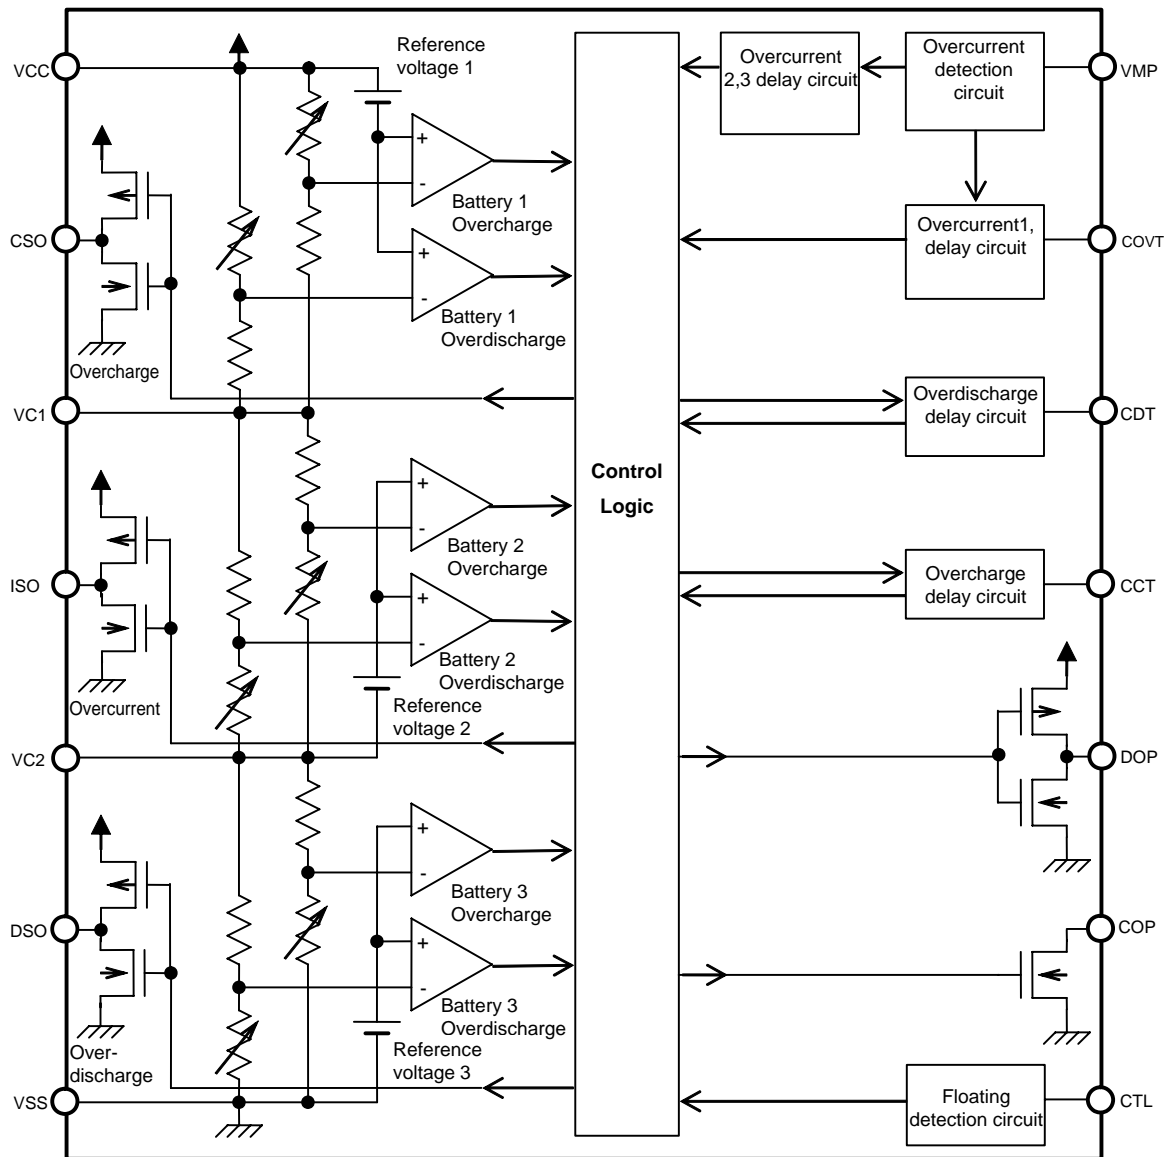 Reference
voltage 1
VCC
Overcurrent
2,3 delay circuit
Overcurrent
detection
circuit
VMP
+
-
Battery 1
Overcharge
CSO
+
-
Battery 1
Overdischarge
Overcurrent1,
delay circuit
COVT
Overcharge
VC1
Overdischarge
delay circuit
CDT
Control
Logic
+
-
Battery 2
Overcharge
ISO
+
-
Battery 2
Overdischarge
Overcharge
delay circuit
CCT
Overcurrent
Reference
voltage 2
VC2
DOP
+
-
Battery 3
Overcharge
DSO
+
-
Battery 3
Overdischarge
COP
Over-
discharge
Reference
voltage 3
VSS
Floating
detection circuit
CTL